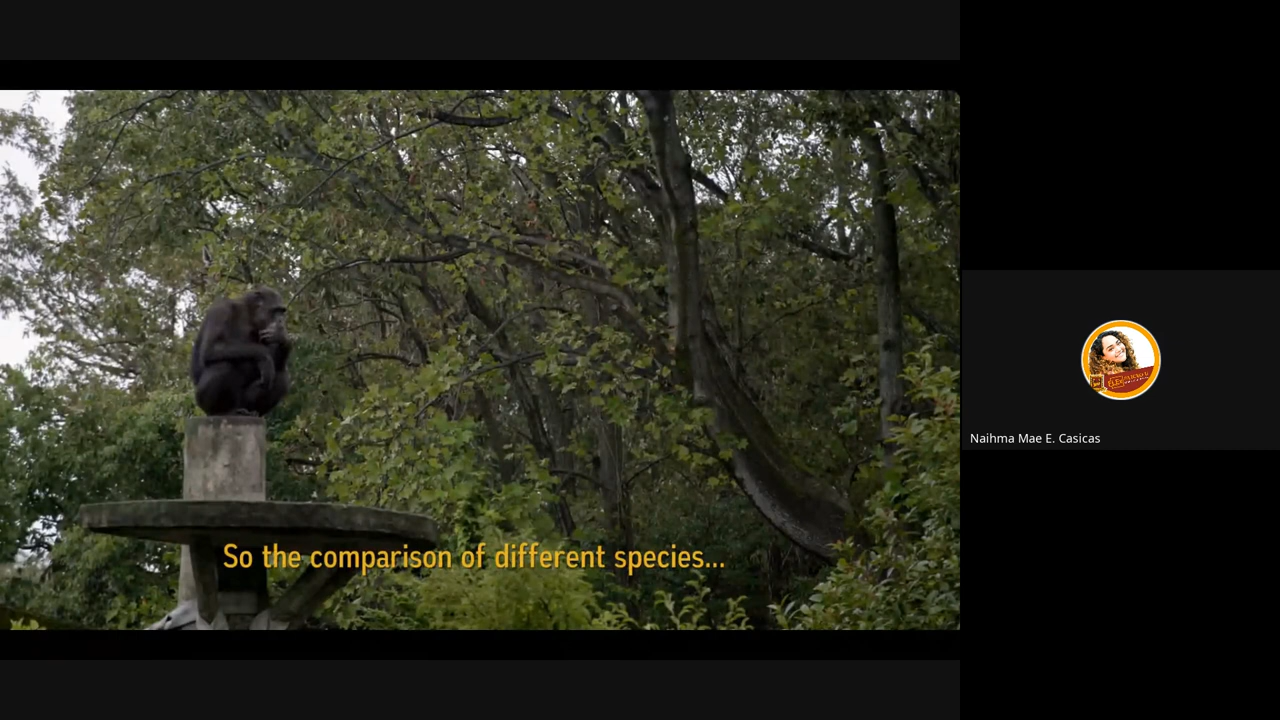 So the comparison of different species...
Naihma Mae E. Casicas